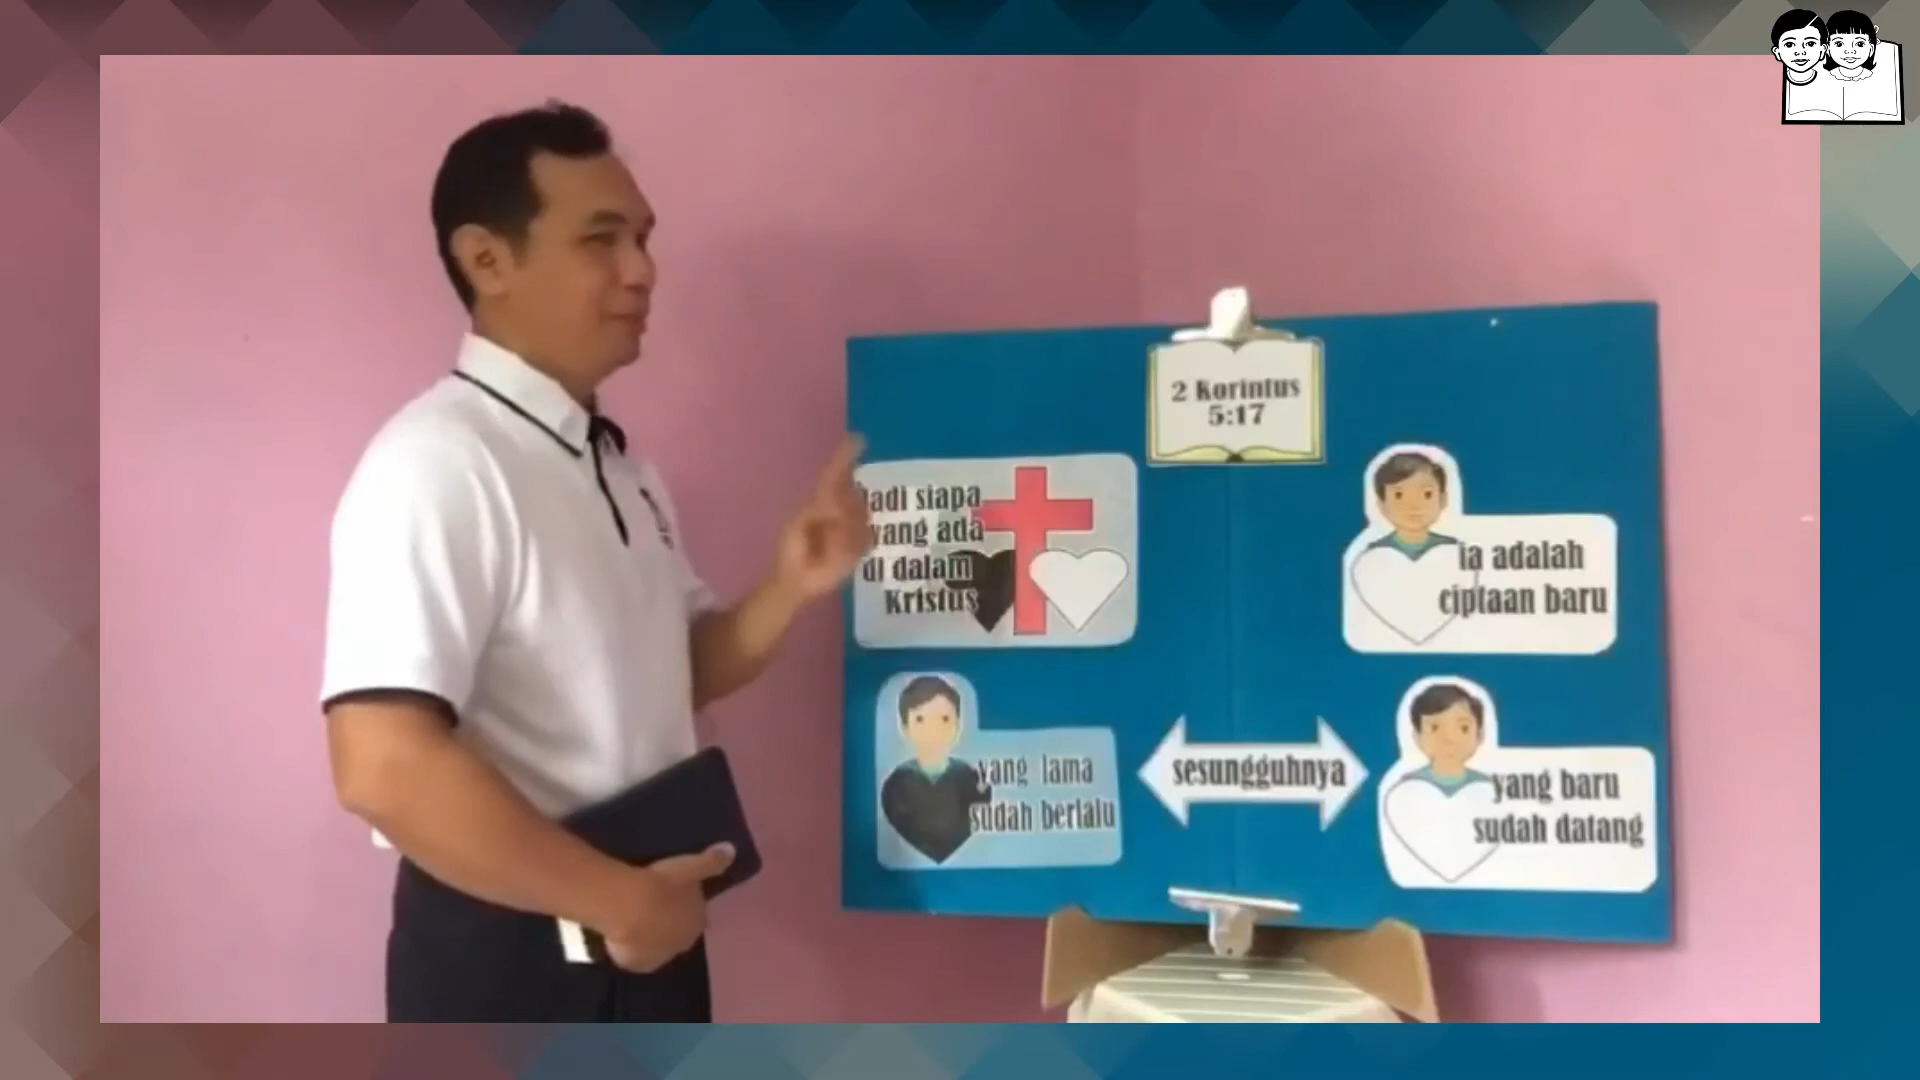 2 Korintus
5:17
Jadi siapa
yang ada
di dalam
Kristus
ia adalah
ciptaan baru
yang lama
sudah berlalu
sesungguhnya
yang baru
sudah datang